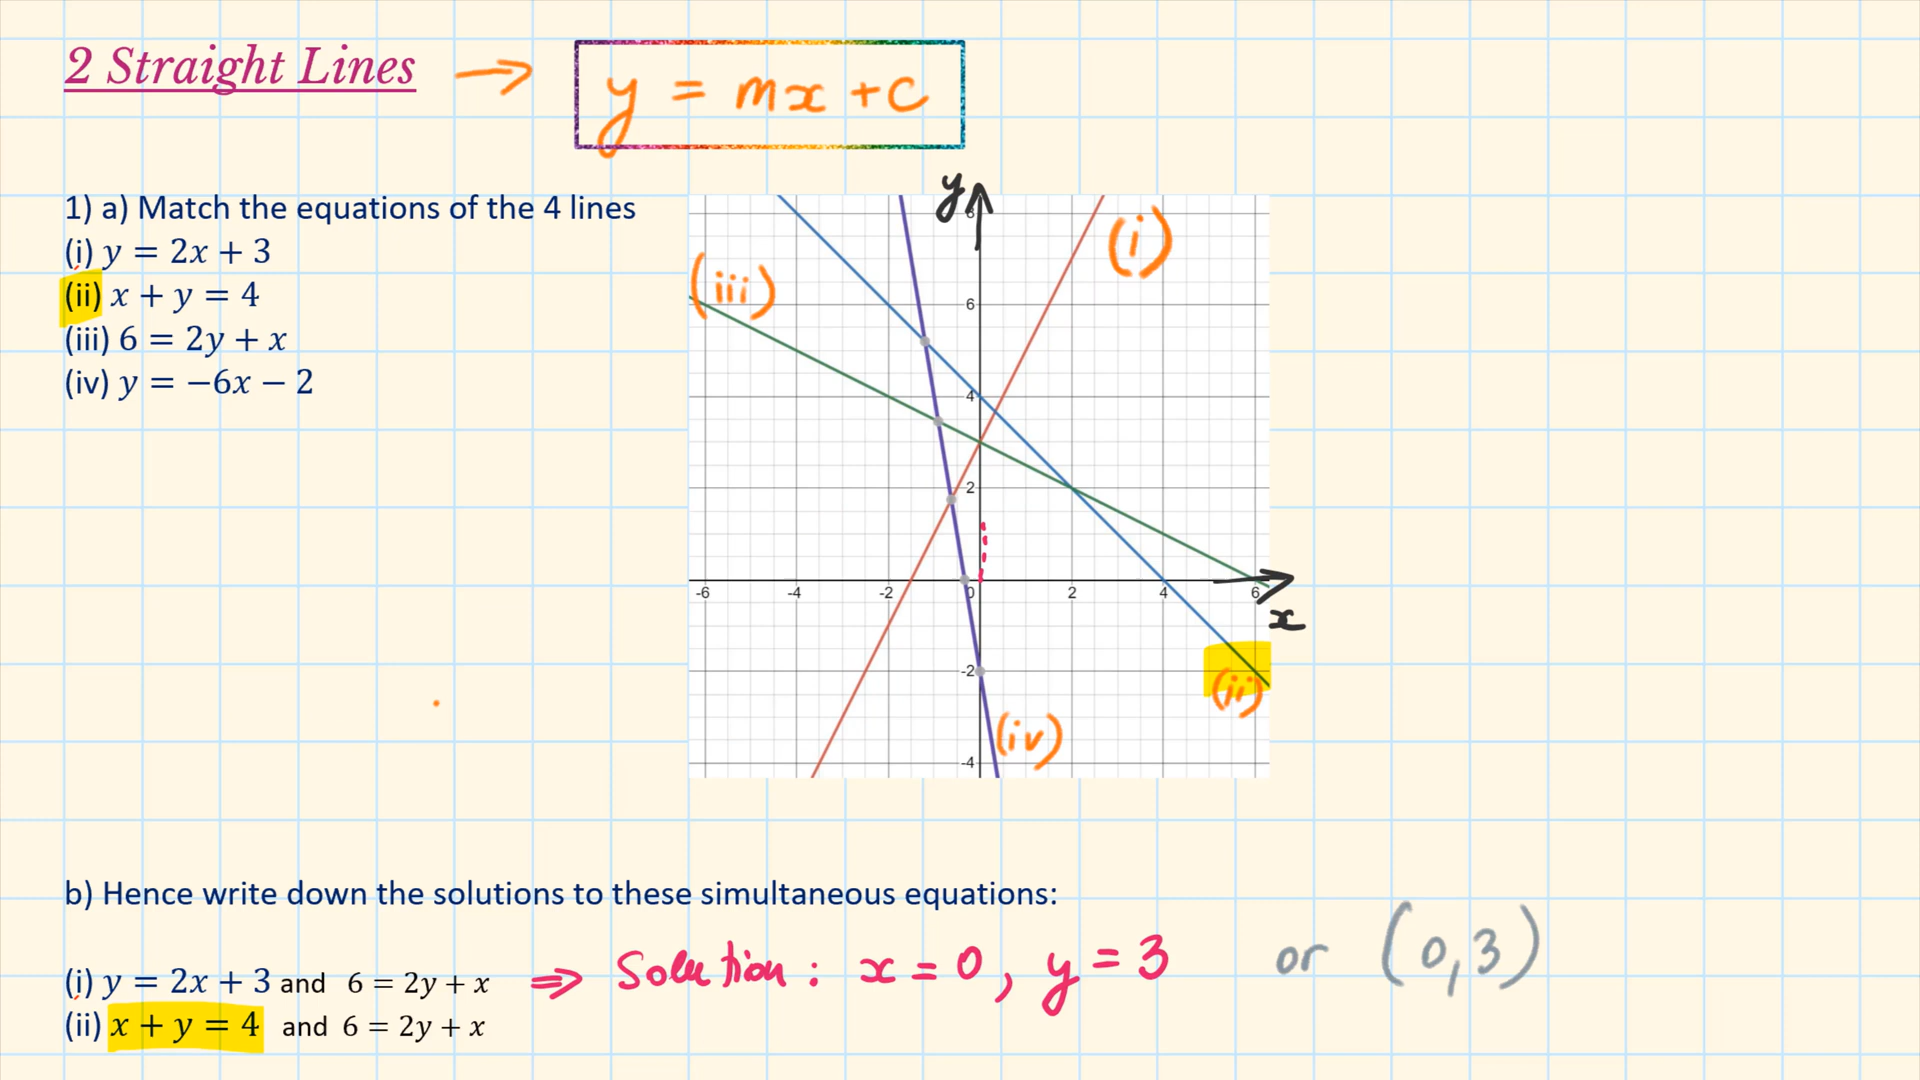 2 Straight Lines → y = mx + c
1) a) Match the equations of the 4 lines
(i) y = 2x + 3
(ii) x + y = 4
(iii) 6 = 2y + x
(iv) y = −6x − 2
y
8
(i)
(iii)
6
4
2
-6 -4 -2 0 2 4 6
x
-2
(ii)
(iv)
-4
b) Hence write down the solutions to these simultaneous equations:
(i) y = 2x + 3 and 6 = 2y + x ⇒ Solution : x = 0 , y = 3 or (0,3)
(ii) x + y = 4 and 6 = 2y + x